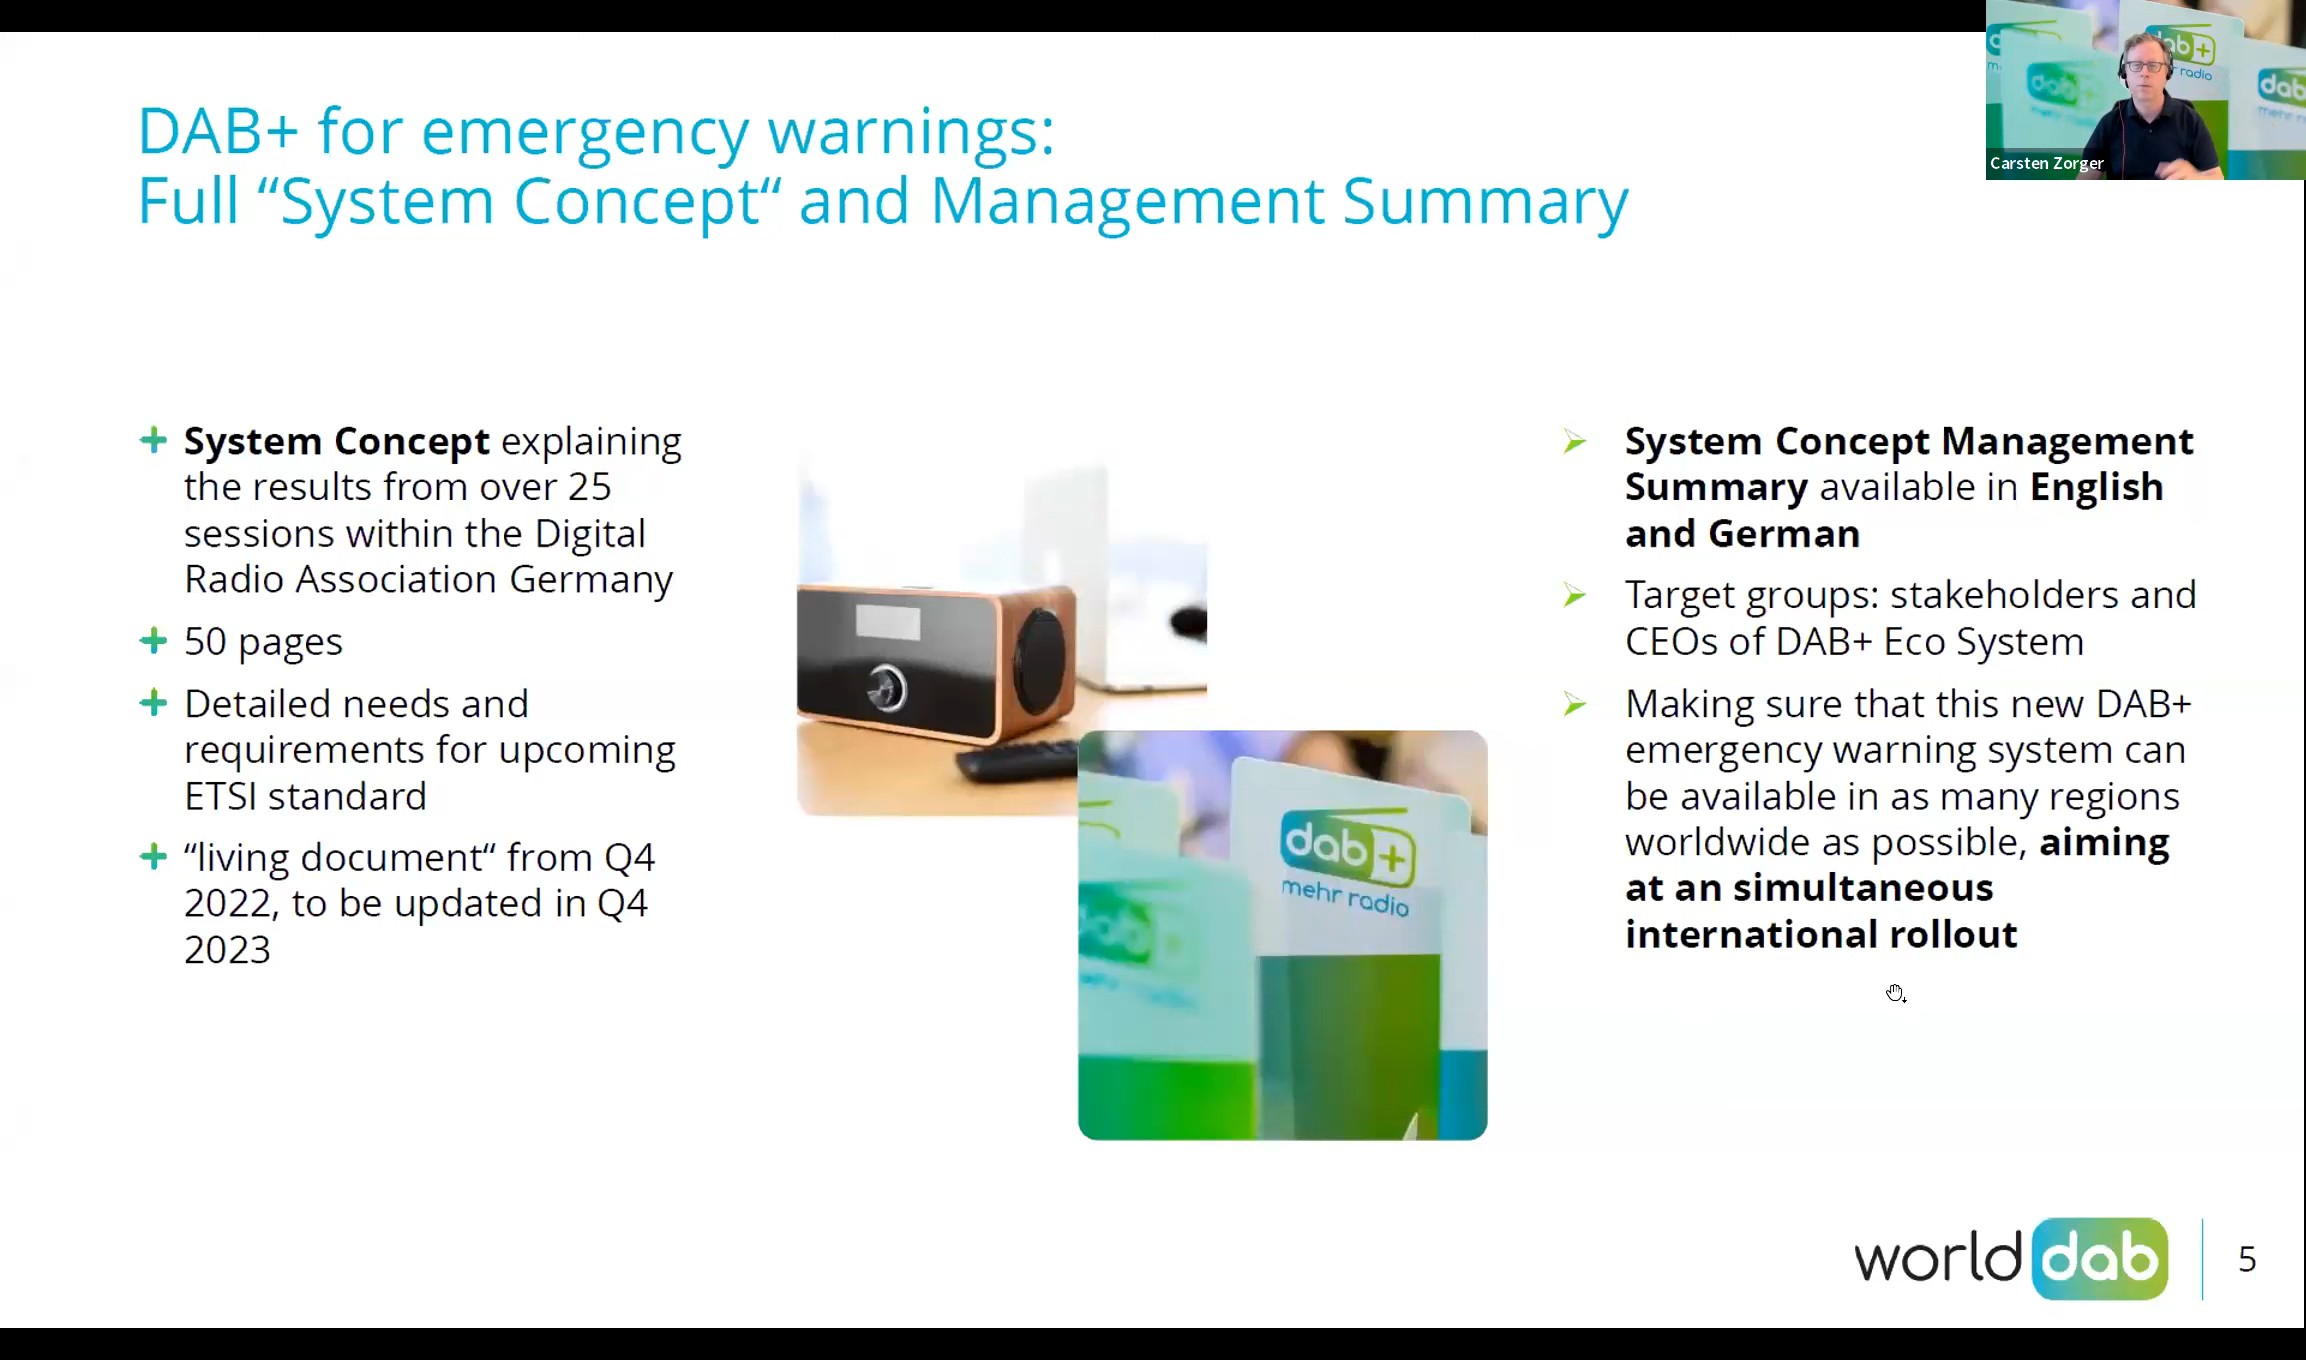 DAB+ for emergency warnings:
Full “System Concept“ and Management Summary
System Concept explaining
the results from over 25
sessions within the Digital
Radio Association Germany
50 pages
Detailed needs and
requirements for upcoming
ETSI standard
“living document“ from Q4
2022, to be updated in Q4
2023
dab+
mehr radio
dab+
System Concept Management
Summary available in English
and German
Target groups: stakeholders and
CEOs of DAB+ Eco System
Making sure that this new DAB+
emergency warning system can
be available in as many regions
worldwide as possible, aiming
at an simultaneous
international rollout
dab+
radio
dab
Carsten Zorger
world dab
5